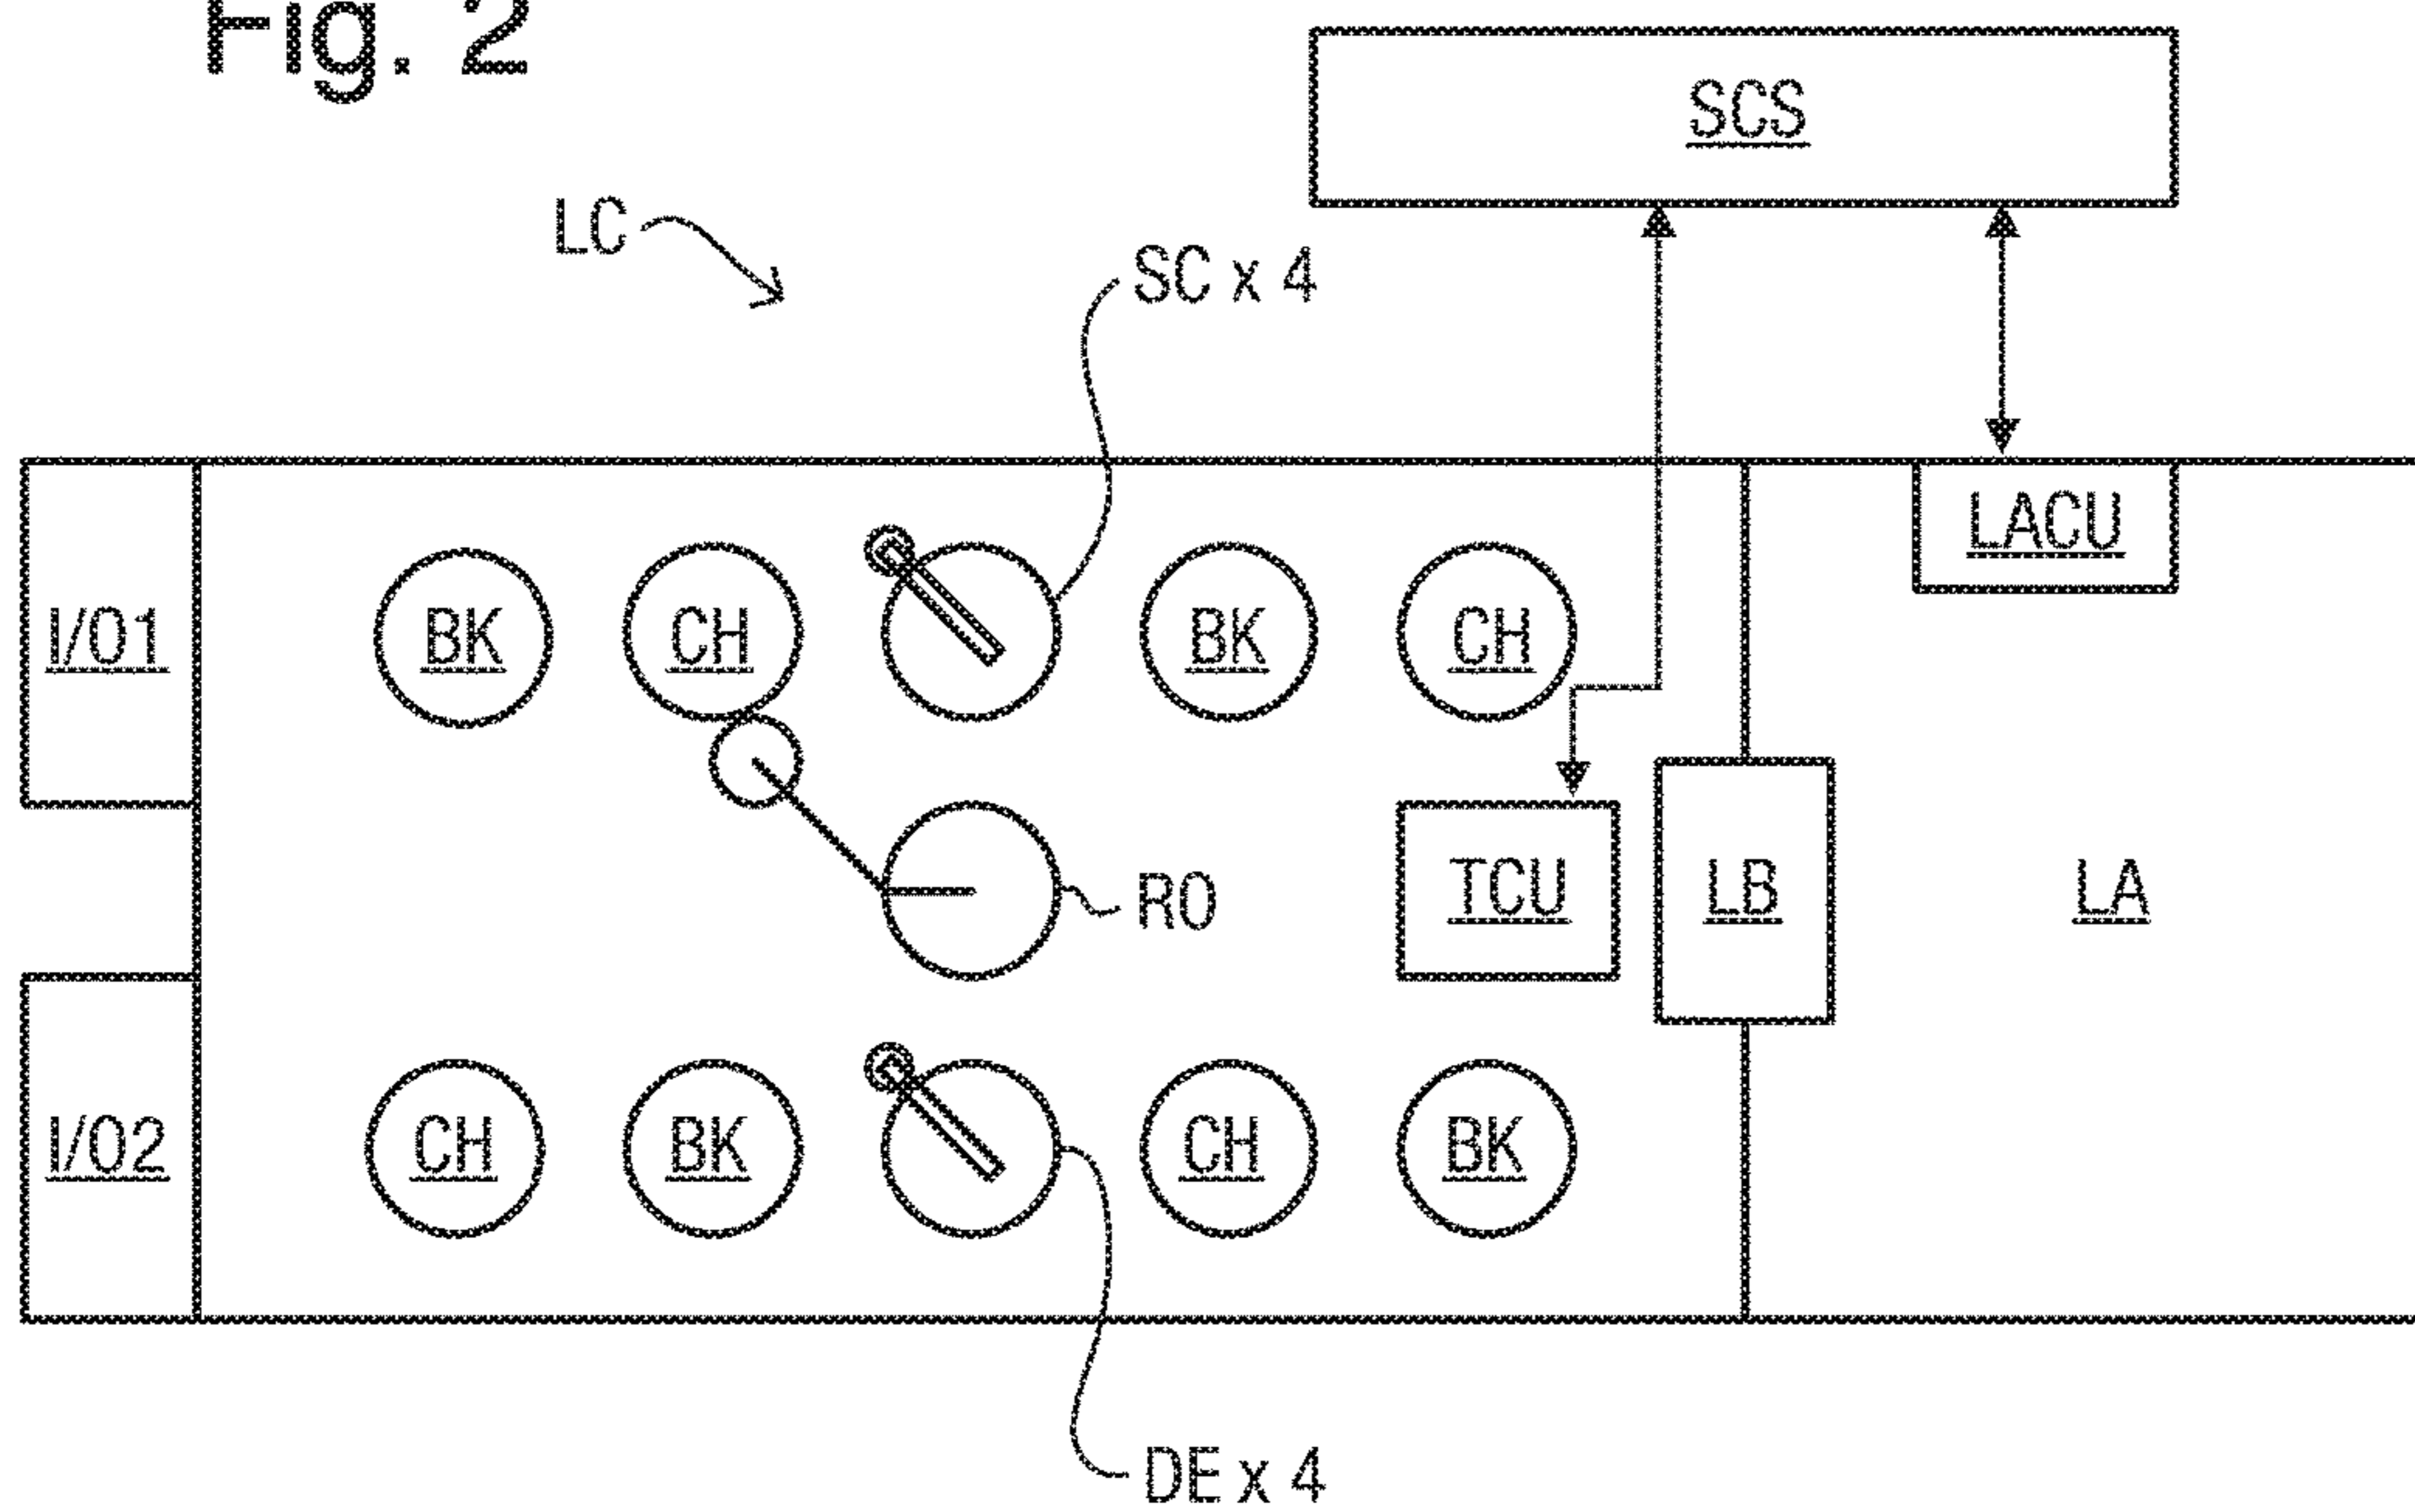 Fig. 2
SCS
LC
SC x 4
LACU
I/O1
BK
CH
BK
CH
RO
TCU
LB
LA
I/O2
CH
BK
CH
BK
DE x 4